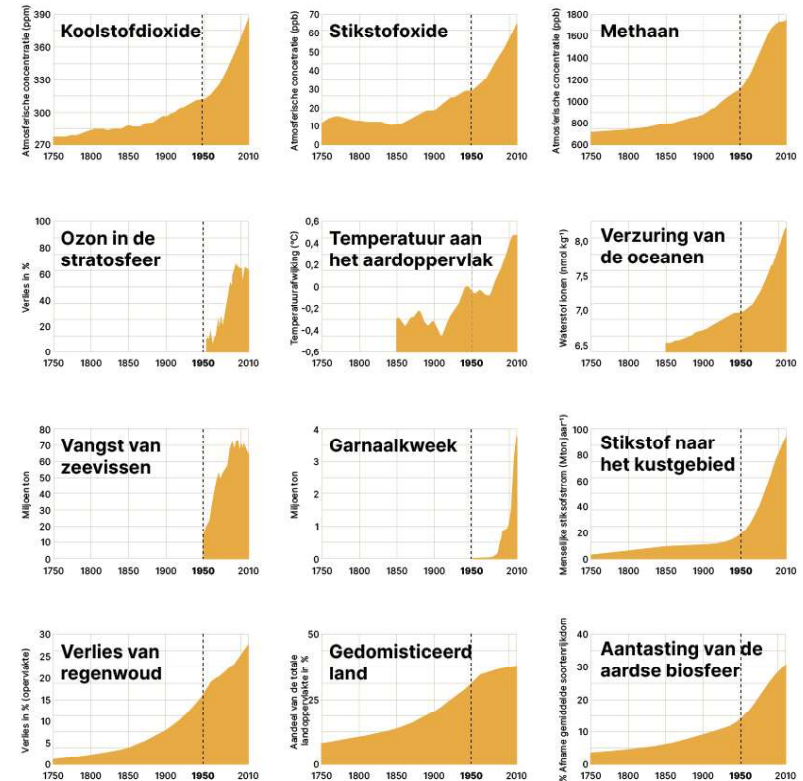 Koolstofdioxide
Atmosferische concentrratie (ppm)
390
360
330
300
270
1750 1800 1850 1900 1950 2010
Stikstofoxide
Atmosferische concetratie (ppb)
70
60
50
40
30
20
10
0
1750 1800 1850 1900 1950 2010
Methaan
Atmosferische concentratie (ppb)
1800
1400
1200
1000
800
600
1750 1800 1850 1900 1950 2010
Ozon in de
stratosfeer
Verlies in %
100
80
60
40
20
0
1750 1800 1850 1900 1950 2010
Temperatuur aan
het aardoppervlak
Temperatuurafwijking (°C)
0,6
0,4
0,2
0
−0,2
−0,4
−0,6
1750 1800 1850 1900 1950 2010
Verzuring van
de oceanen
Waterstof ionen (nmol kg⁻¹)
8,0
7,5
7,0
6,5
1750 1800 1850 1900 1950 2010
Vangst van
zeevissen
Miljoen ton
80
70
60
50
40
30
20
10
0
1750 1800 1850 1900 1950 2010
Garnaalkweek
Miljoen ton
4
3
2
1
0
1750 1800 1850 1900 1950 2010
Stikstof naar
het kustgebied
Menselijke stiksofstrrom (Mton jaar⁻¹)
100
80
60
40
20
0
1750 1800 1850 1900 1950 2010
Verlies van
regenwoud
Verlies in % (opervlakte)
30
25
20
15
10
5
0
1750 1800 1850 1900 1950 2010
Gedomisticeerd
land
Aandeel van de totale
landoppervlakte ir %
50
25
0
1750 1800 1850 1900 1950 2010
Aantasting van de
aardse biosfeer
% Afname gemiddelde soortenrijkdom
40
30
20
10
0
1750 1800 1850 1900 1950 2010